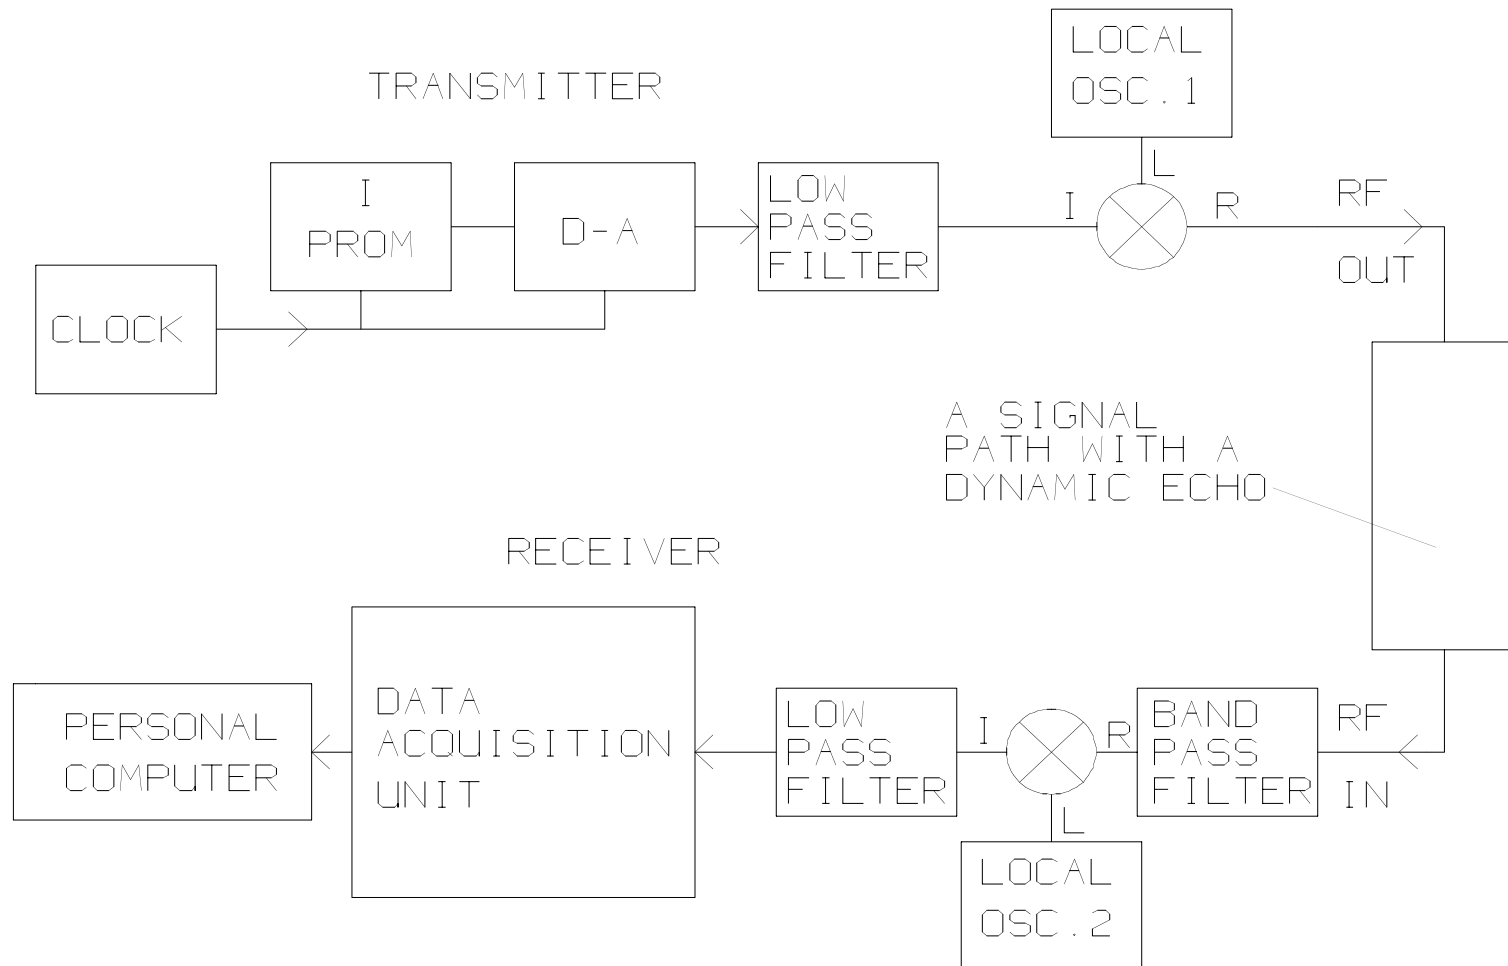 TRANSMITTER
LOCAL
OSC.1
I
PROM
D-A
LOW
PASS
FILTER
I
L
R
RF
OUT
CLOCK
A SIGNAL
PATH WITH A
DYNAMIC ECHO
RECEIVER
PERSONAL
COMPUTER
DATA
ACQUISITION
UNIT
LOW
PASS
FILTER
I
R
L
BAND
PASS
FILTER
RF
IN
LOCAL
OSC.2